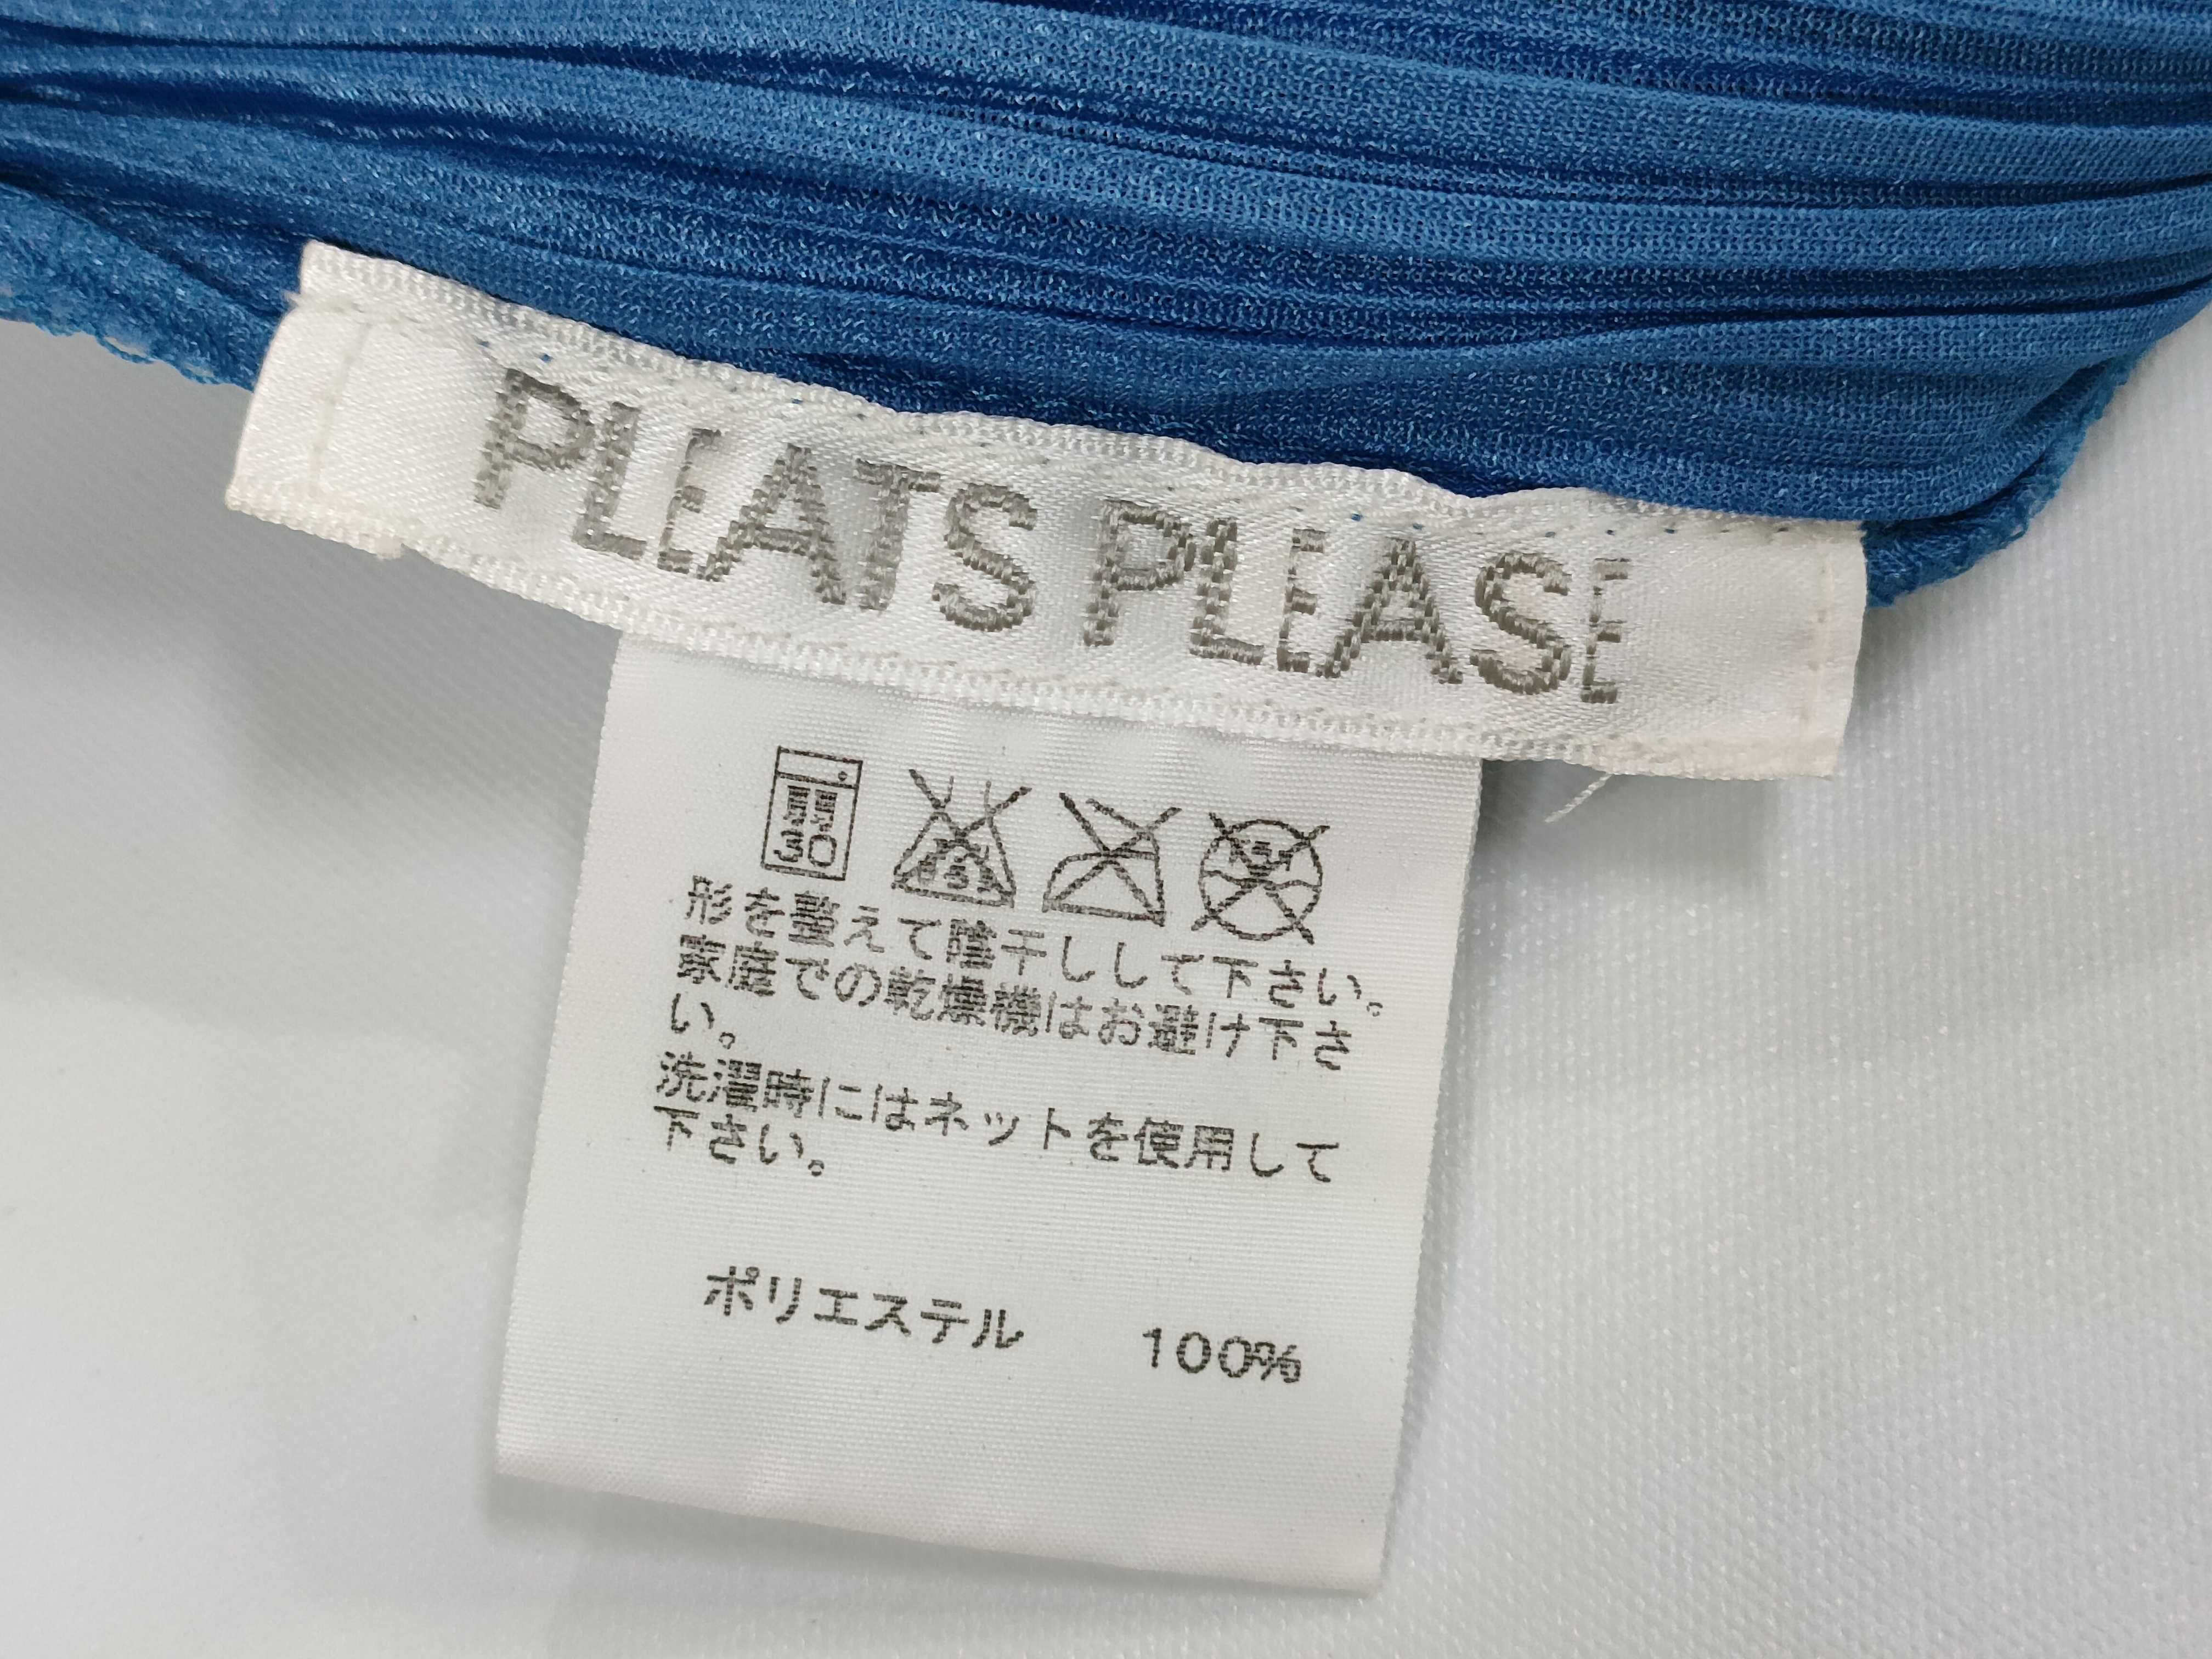 PLEATS PLEASE
30
形を整えて陰干しして下さい。
家庭での乾燥機はお避け下さ
い。
洗濯時にはネットを使用して
下さい。
ポリエステル 100%